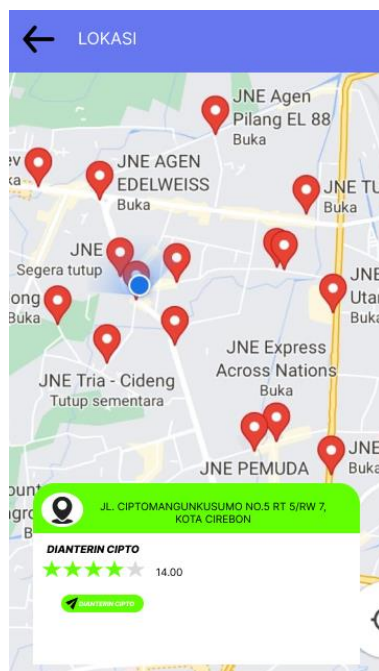 LOKASI
JNE Agen
Pilang EL 88
Buka
JNE AGEN
EDELWEISS
Buka
JNE TU
Buka
JNE
Segera tutup
JNE
Utar
Buka
ong
Buka
JNE Express
Across Nations
Buka
JNE Tria - Cideng
Tutup sementara
JNE PEMUDA
JNE
Buka
JL. CIPTOMANGUNKUSUMO NO.5 RT 5/RW 7,
KOTA CIREBON
DIANTERIN CIPTO
14.00
DIANTERIN CIPTO